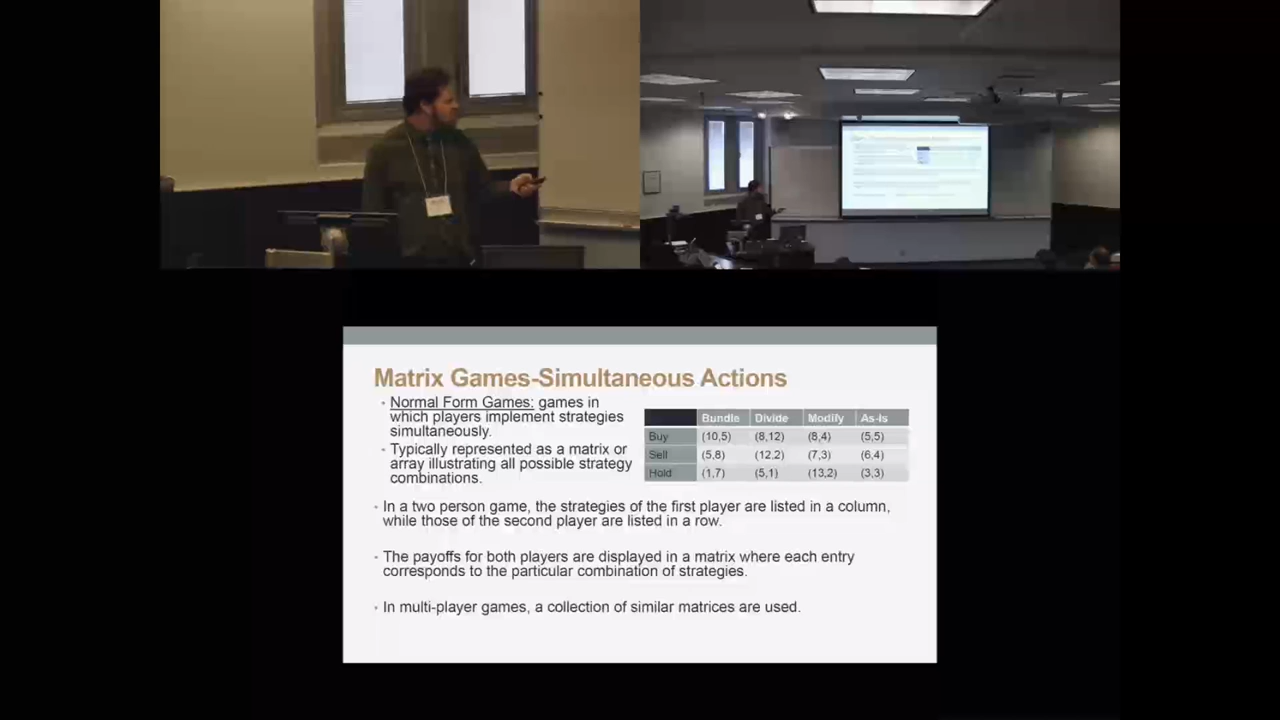 Matrix Games-Simultaneous Actions
Normal Form Games: games in
which players implement strategies
simultaneously.
Typically represented as a matrix or
array illustrating all possible strategy
combinations.
Bundle Divide Modify As-Is
Buy (10,5) (8,12) (8,4) (5,5)
Sell (5,8) (12,2) (7,3) (6,4)
Hold (1,7) (5,1) (13,2) (3,3)
In a two person game, the strategies of the first player are listed in a column,
while those of the second player are listed in a row.
The payoffs for both players are displayed in a matrix where each entry
corresponds to the particular combination of strategies.
In multi-player games, a collection of similar matrices are used.